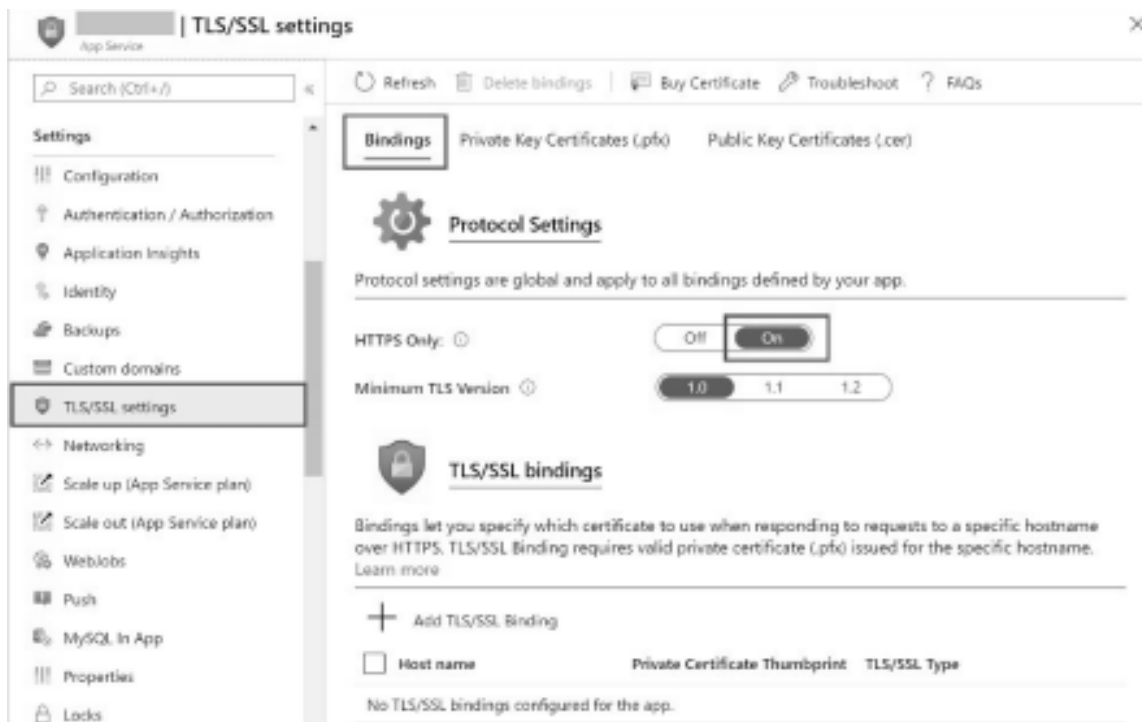 | TLS/SSL settings
App Service
Search (Ctrl+/)
«
Refresh
Delete bindings
Buy Certificate
Troubleshoot
? FAQs
Settings
Configuration
Authentication / Authorization
Application Insights
Identity
Backups
Custom domains
TLS/SSL settings
Networking
Scale up (App Service plan)
Scale out (App Service plan)
WebJobs
Push
MySQL In App
Properties
Locks
Bindings
Private Key Certificates (.pfx)
Public Key Certificates (.cer)
Protocol Settings
Protocol settings are global and apply to all bindings defined by your app.
HTTPS Only:
Off
On
Minimum TLS Version
1.0
1.1
1.2
TLS/SSL bindings
Bindings let you specify which certificate to use when responding to requests to a specific hostname
over HTTPS. TLS/SSL Binding requires valid private certificate (.pfx) issued for the specific hostname.
Learn more
Add TLS/SSL Binding
Host name
Private Certificate Thumbprint
TLS/SSL Type
No TLS/SSL bindings configured for the app.